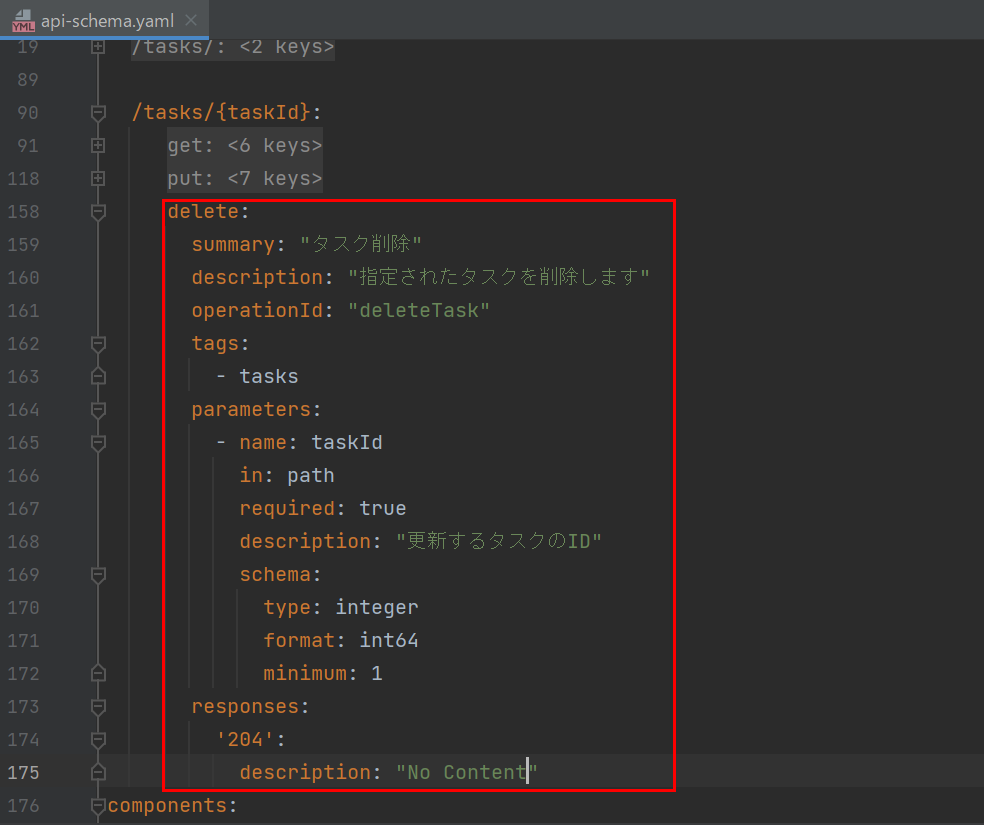 YML api-schema.yaml
19 /tasks/: <2 keys>
89
90 /tasks/{taskId}:
91 get: <6 keys>
118 put: <7 keys>
158 delete:
159 summary: "タスク削除"
160 description: "指定されたタスクを削除します"
161 operationId: "deleteTask"
162 tags:
163 - tasks
164 parameters:
165 - name: taskId
166 in: path
167 required: true
168 description: "更新するタスクのID"
169 schema:
170 type: integer
171 format: int64
172 minimum: 1
173 responses:
174 '204':
175 description: "No Content"
176 components: